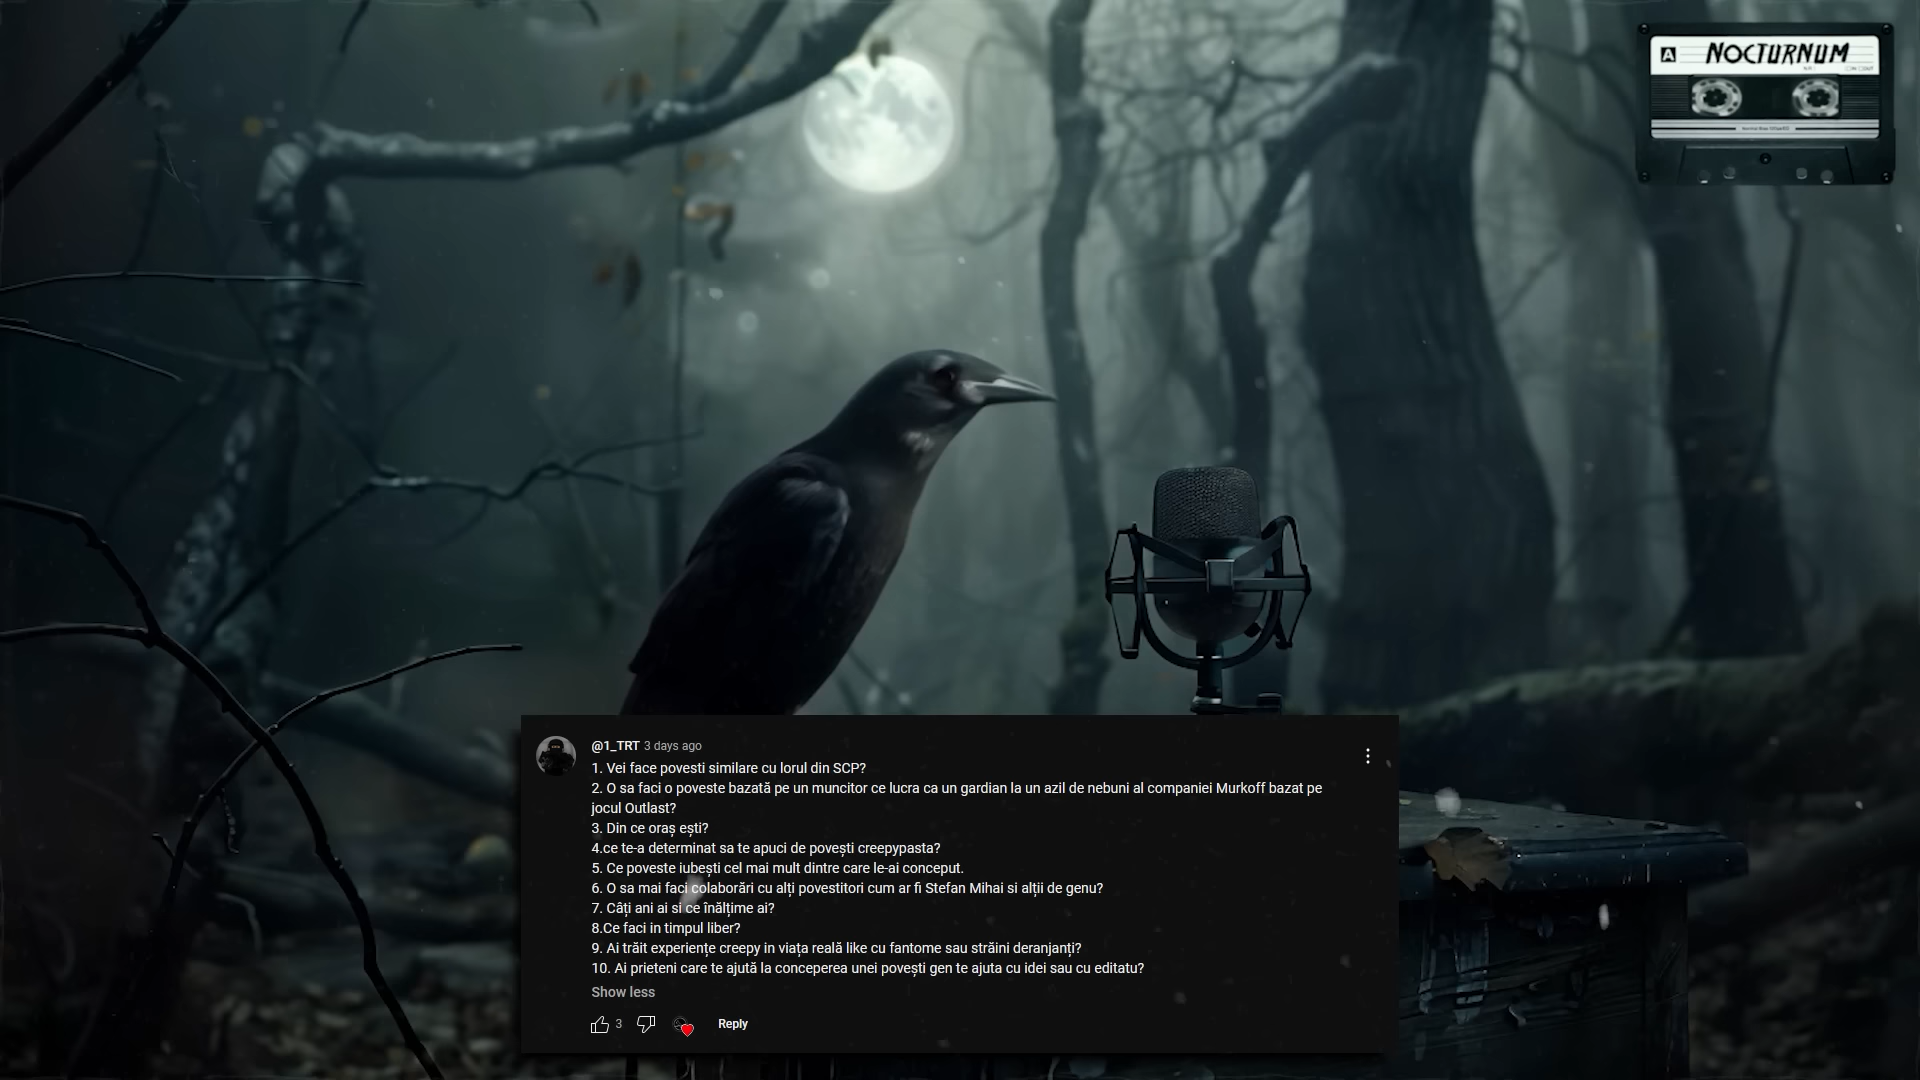 A NOCTURNUM
@1_TRT 3 days ago
1. Vei face povesti similare cu lorul din SCP?
2. O sa faci o poveste bazată pe un muncitor ce lucra ca un gardian la un azil de nebuni al companiei Murkoff bazat pe
jocul Outlast?
3. Din ce oraș ești?
4.ce te-a determinat sa te apuci de povești creepypasta?
5. Ce poveste iubești cel mai mult dintre care le-ai conceput.
6. O sa mai faci colaborări cu alți povestitori cum ar fi Stefan Mihai si alții de genu?
7. Câți ani ai si ce înălțime ai?
8.Ce faci in timpul liber?
9. Ai trăit experiențe creepy in viața reală like cu fantome sau străini deranjanți?
10. Ai prieteni care te ajută la conceperea unei povești gen te ajuta cu idei sau cu editatu?
Show less
3 Reply